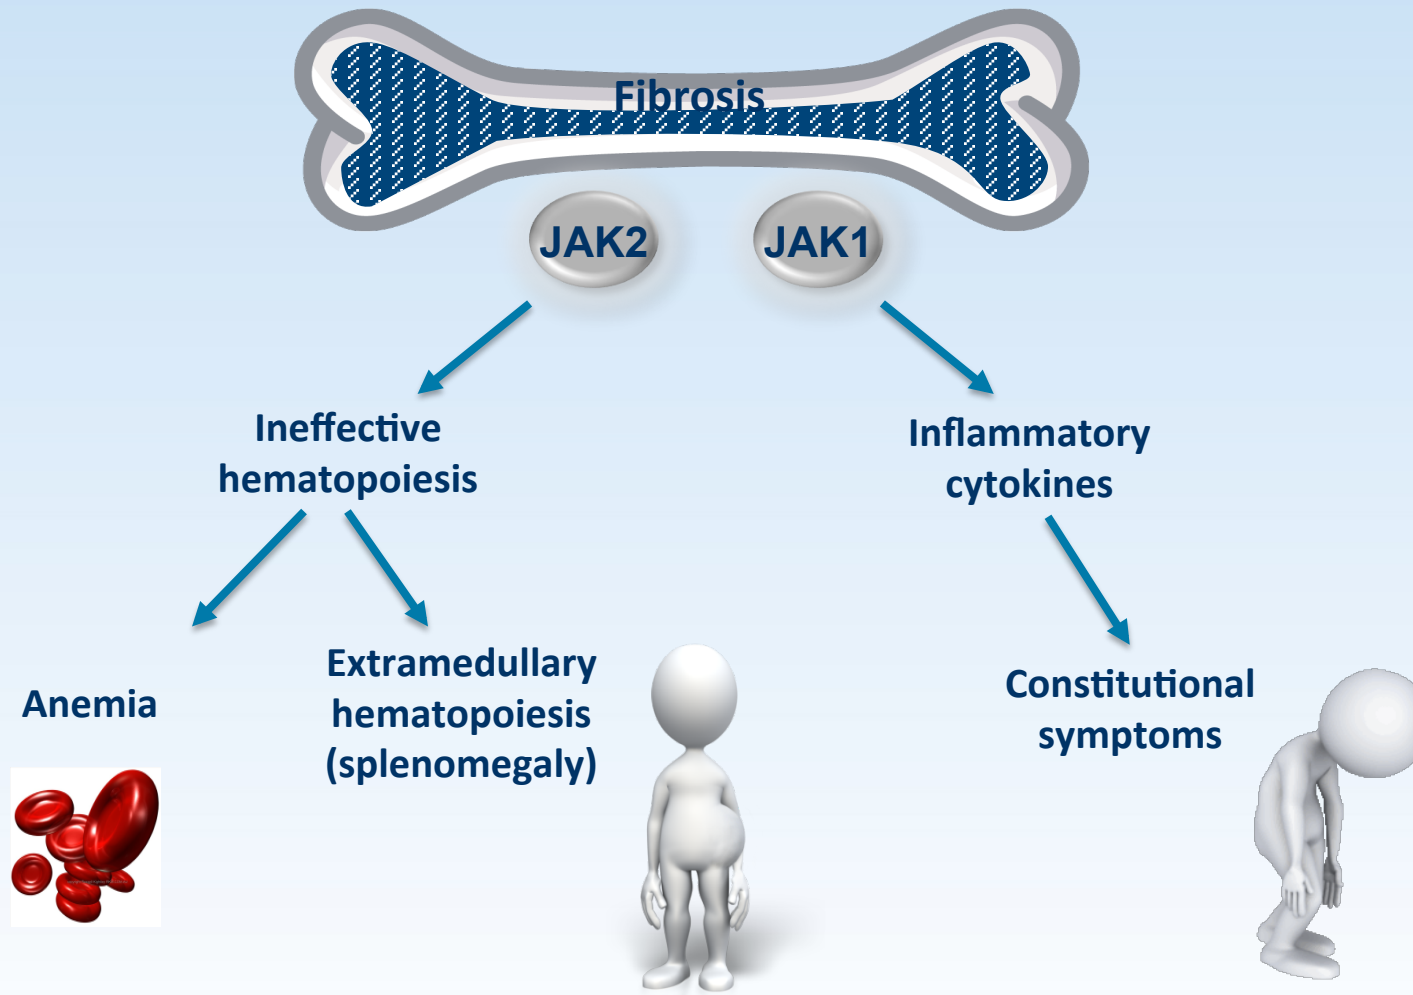 Fibrosis
JAK2
JAK1
Ineffective
hematopoiesis
Inflammatory
cytokines
Anemia
Extramedullary
hematopoiesis
(splenomegaly)
Constitutional
symptoms